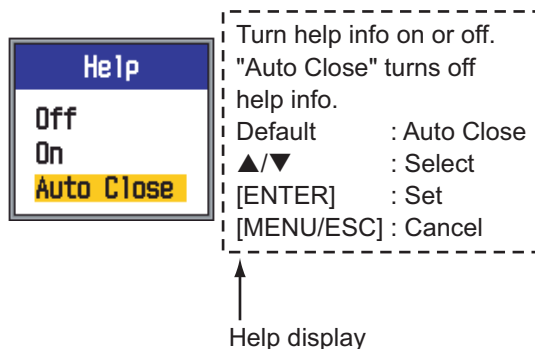 Help
Off
On
Auto Close
Turn help info on or off.
"Auto Close" turns off
help info.
Default : Auto Close
▲/▼ : Select
[ENTER] : Set
[MENU/ESC] : Cancel
Help display